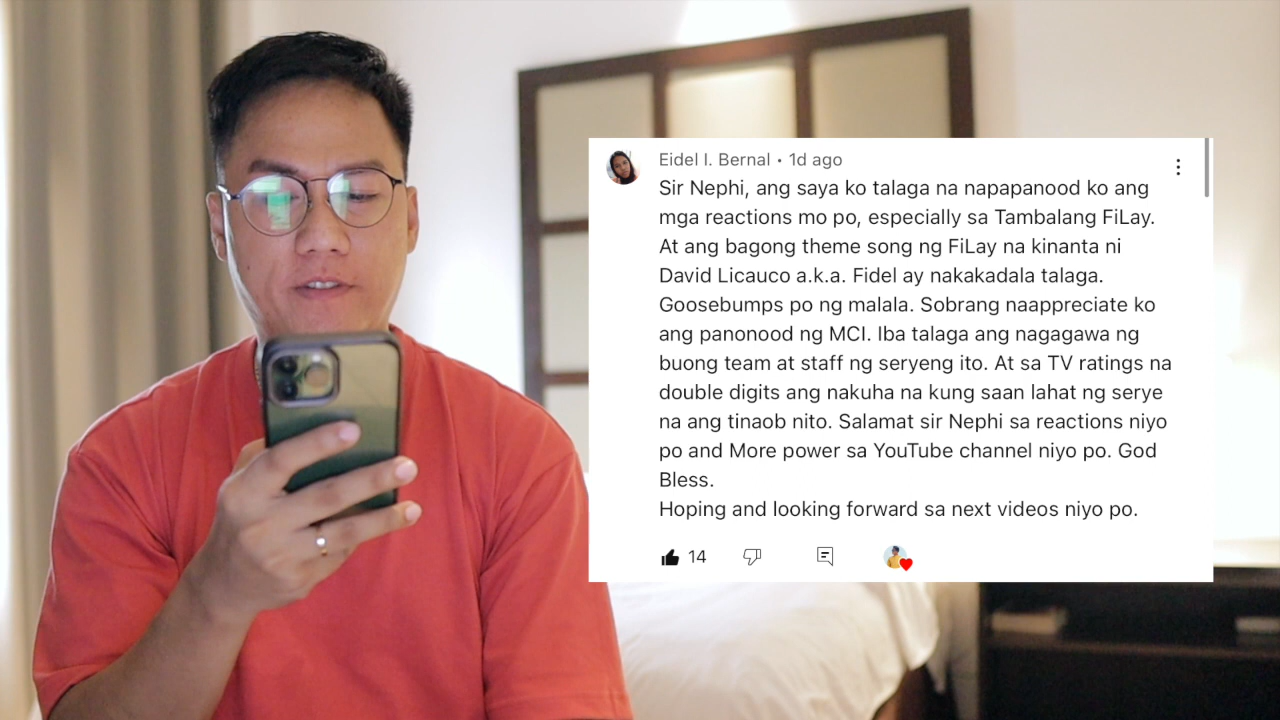 Eidel I. Bernal • 1d ago
Sir Nephi, ang saya ko talaga na napapanood ko ang
mga reactions mo po, especially sa Tambalang FiLay.
At ang bagong theme song ng FiLay na kinanta ni
David Licauco a.k.a. Fidel ay nakakadala talaga.
Goosebumps po ng malala. Sobrang naappreciate ko
ang panonood ng MCI. Iba talaga ang nagagawa ng
buong team at staff ng seryeng ito. At sa TV ratings na
double digits ang nakuha na kung saan lahat ng serye
na ang tinaob nito. Salamat sir Nephi sa reactions niyo
po and More power sa YouTube channel niyo po. God
Bless.
Hoping and looking forward sa next videos niyo po.
14